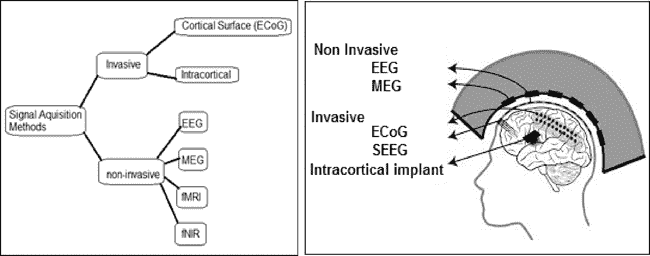 Cortical Surface (ECoG)
Invasive
Intracortical
Signal Aquisition
Methods
EEG
MEG
non-invasive
fMRI
fNIR
Non Invasive
EEG
MEG
Invasive
ECoG
SEEG
Intracortical implant